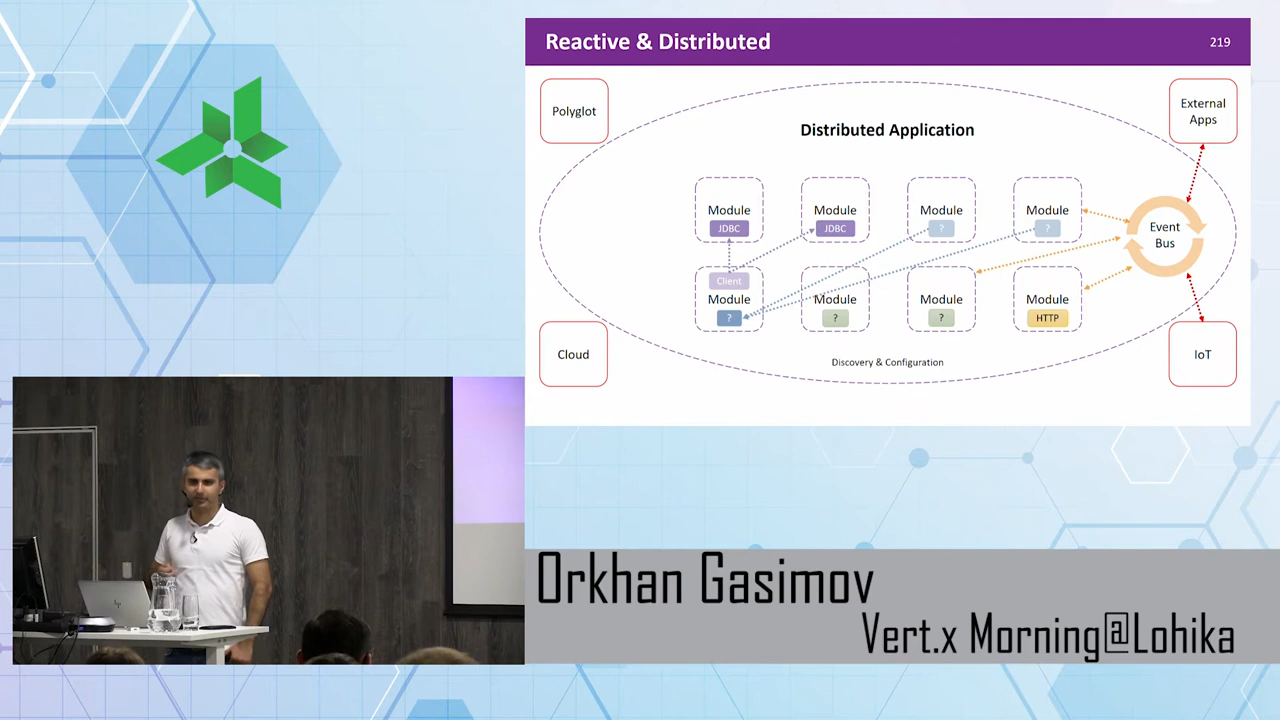 Reactive & Distributed
219
Polyglot
External
Apps
Distributed Application
Module
JDBC
Module
JDBC
Module
?
Module
?
Event
Bus
Client
Module
?
Module
?
Module
?
Module
HTTP
Cloud
Discovery & Configuration
IoT
Orkhan Gasimov
Vert.x Morning@Lohika